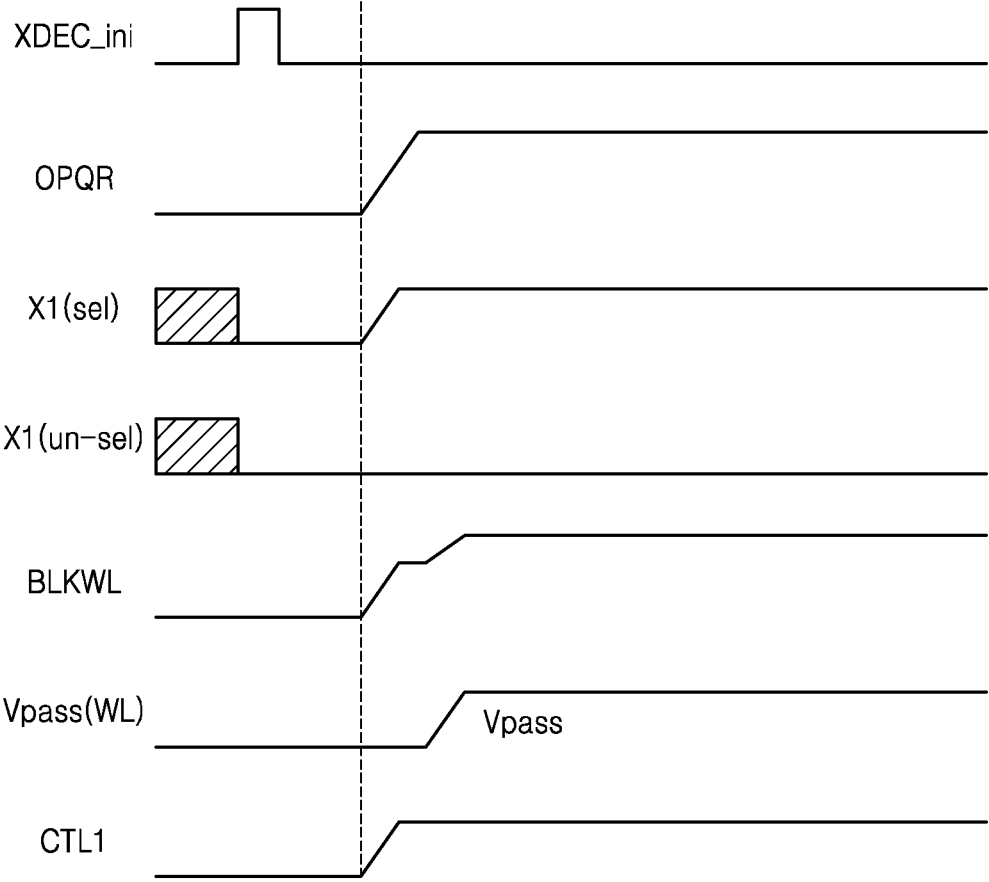 XDEC_ini
OPQR
X1(sel)
X1(un-sel)
BLKWL
Vpass(WL)
Vpass
CTL1